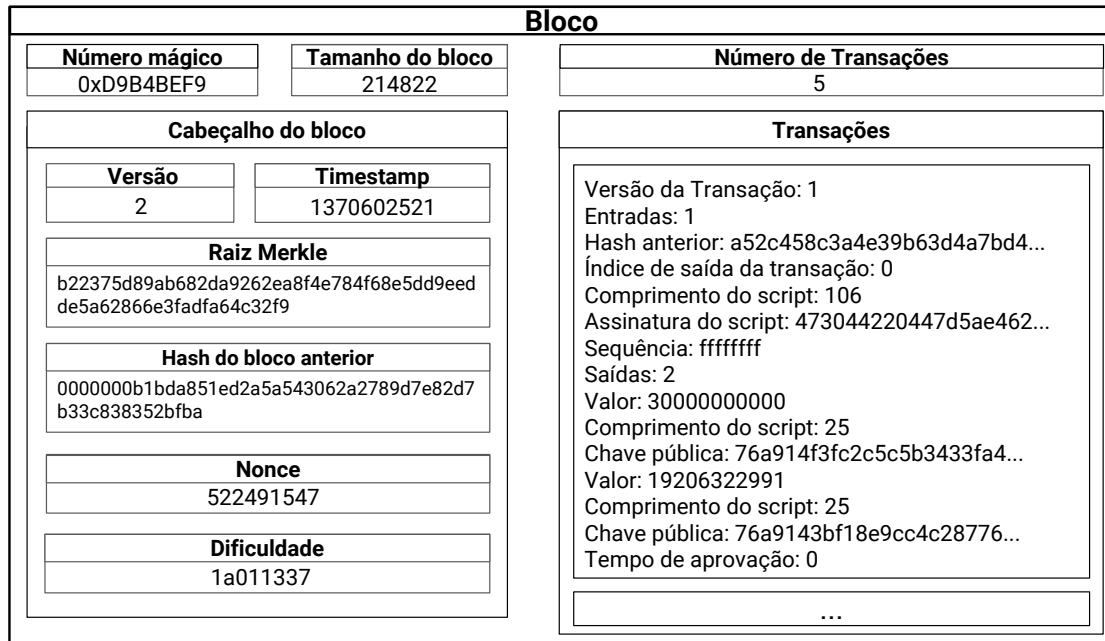 Bloco
Número mágico
0xD9B4BEF9
Tamanho do bloco
214822
Número de Transações
5
Cabeçalho do bloco
Versão
2
Timestamp
1370602521
Raiz Merkle
b22375d89ab682da9262ea8f4e784f68e5dd9eed
de5a62866e3fadfa64c32f9
Hash do bloco anterior
0000000b1bda851ed2a5a543062a2789d7e82d7
b33c838352bfba
Nonce
522491547
Dificuldade
1a011337
Transações
Versão da Transação: 1
Entradas: 1
Hash anterior: a52c458c3a4e39b63d4a7bd4...
Índice de saída da transação: 0
Comprimento do script: 106
Assinatura do script: 473044220447d5ae462...
Sequência: ffffffff
Saídas: 2
Valor: 30000000000
Comprimento do script: 25
Chave pública: 76a914f3fc2c5c5b3433fa4...
Valor: 19206322991
Comprimento do script: 25
Chave pública: 76a9143bf18e9cc4c28776...
Tempo de aprovação: 0
...